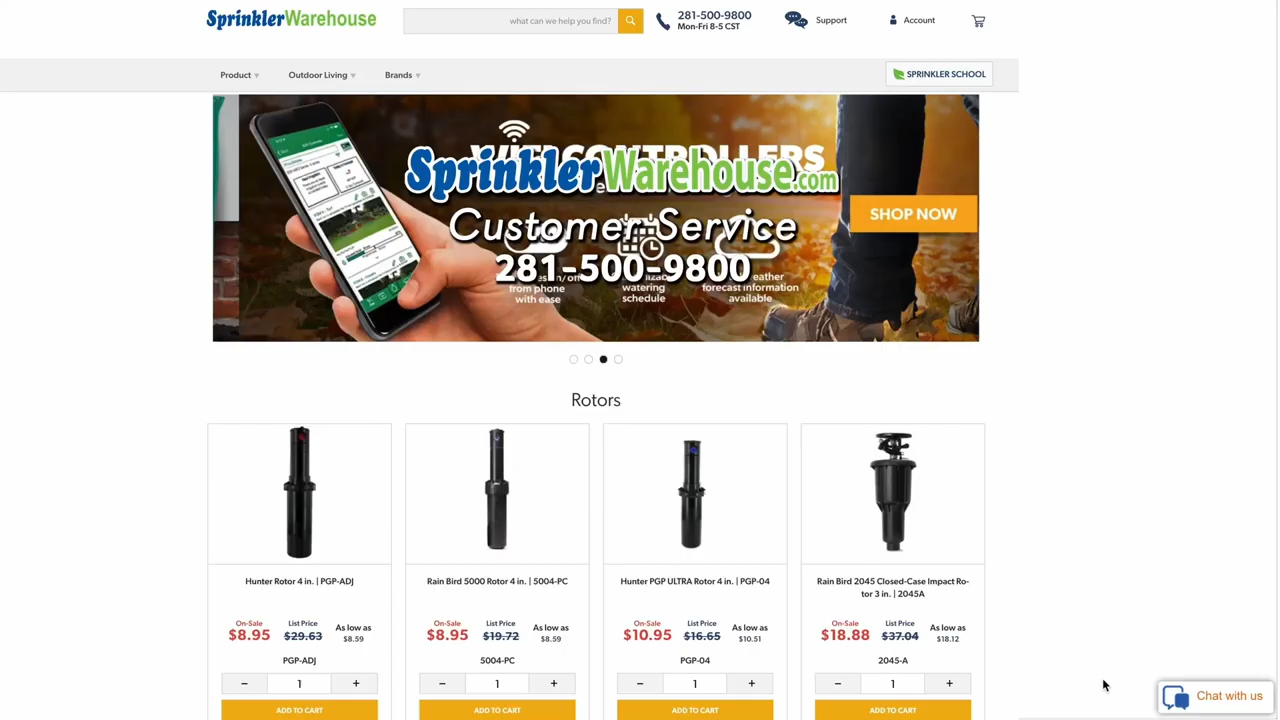 SprinklerWarehouse
what can we help you find?
281-500-9800
Mon-Fri 8-5 CST
Support
Account
Product
Outdoor Living
Brands
SPRINKLER SCHOOL
SprinklerWarehouse.com
Customer Service
281-500-9800
SHOP NOW
from phone
with ease
watering
schedule
forecast information
available
Rotors
Hunter Rotor 4 in. | PGP-ADJ
On-Sale List Price As low as
$8.95 $29.63 $8.59
PGP-ADJ
− 1 +
ADD TO CART
Rain Bird 5000 Rotor 4 in. | 5004-PC
On-Sale List Price As low as
$8.95 $19.72 $8.59
5004-PC
− 1 +
ADD TO CART
Hunter PGP ULTRA Rotor 4 in. | PGP-04
On-Sale List Price As low as
$10.95 $16.65 $10.51
PGP-04
− 1 +
ADD TO CART
Rain Bird 2045 Closed-Case Impact Ro-
tor 3 in. | 2045A
On-Sale List Price As low as
$18.88 $37.04 $18.12
2045-A
− 1 +
ADD TO CART
Chat with us